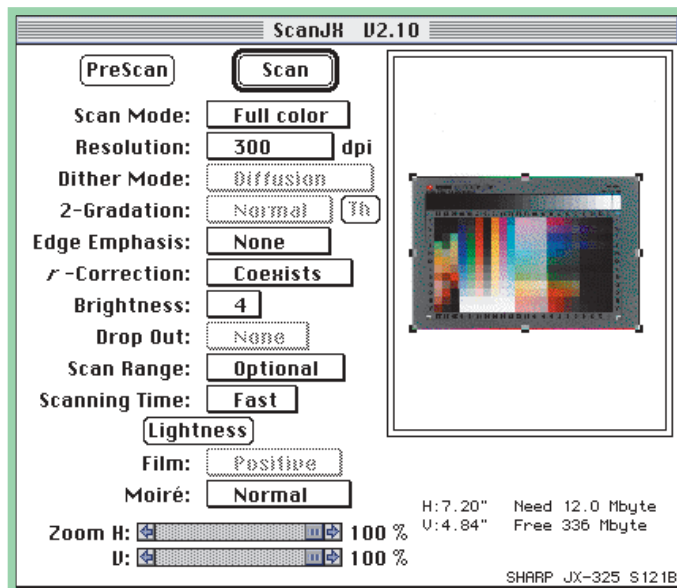 ScanJX V2.10
PreScan Scan
Scan Mode: Full color
Resolution: 300 dpi
Dither Mode: Diffusion
2-Gradation: Normal Th
Edge Emphasis: None
r -Correction: Coexists
Brightness: 4
Drop Out: None
Scan Range: Optional
Scanning Time: Fast
Lightness
Film: Positive
Moiré: Normal
H:7.20" Need 12.0 Mbyte
V:4.84" Free 336 Mbyte
Zoom H: 100 %
V: 100 %
SHARP JX-325 S121B